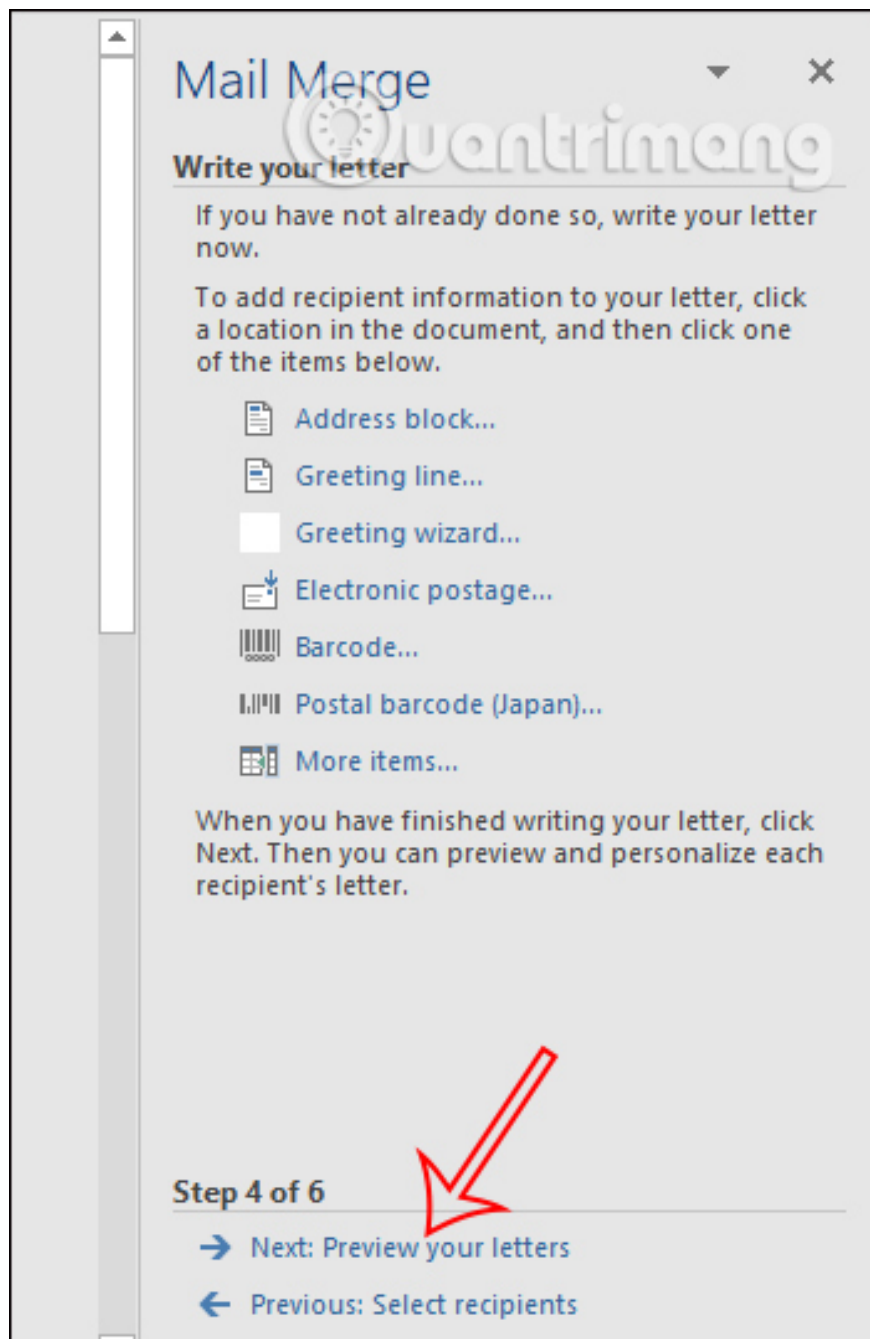 Mail Merge
Quantrimang
Write your letter
If you have not already done so, write your letter
now.
To add recipient information to your letter, click
a location in the document, and then click one
of the items below.
Address block...
Greeting line...
Greeting wizard...
Electronic postage...
Barcode...
Postal barcode (Japan)...
More items...
When you have finished writing your letter, click
Next. Then you can preview and personalize each
recipient's letter.
Step 4 of 6
Next: Preview your letters
Previous: Select recipients